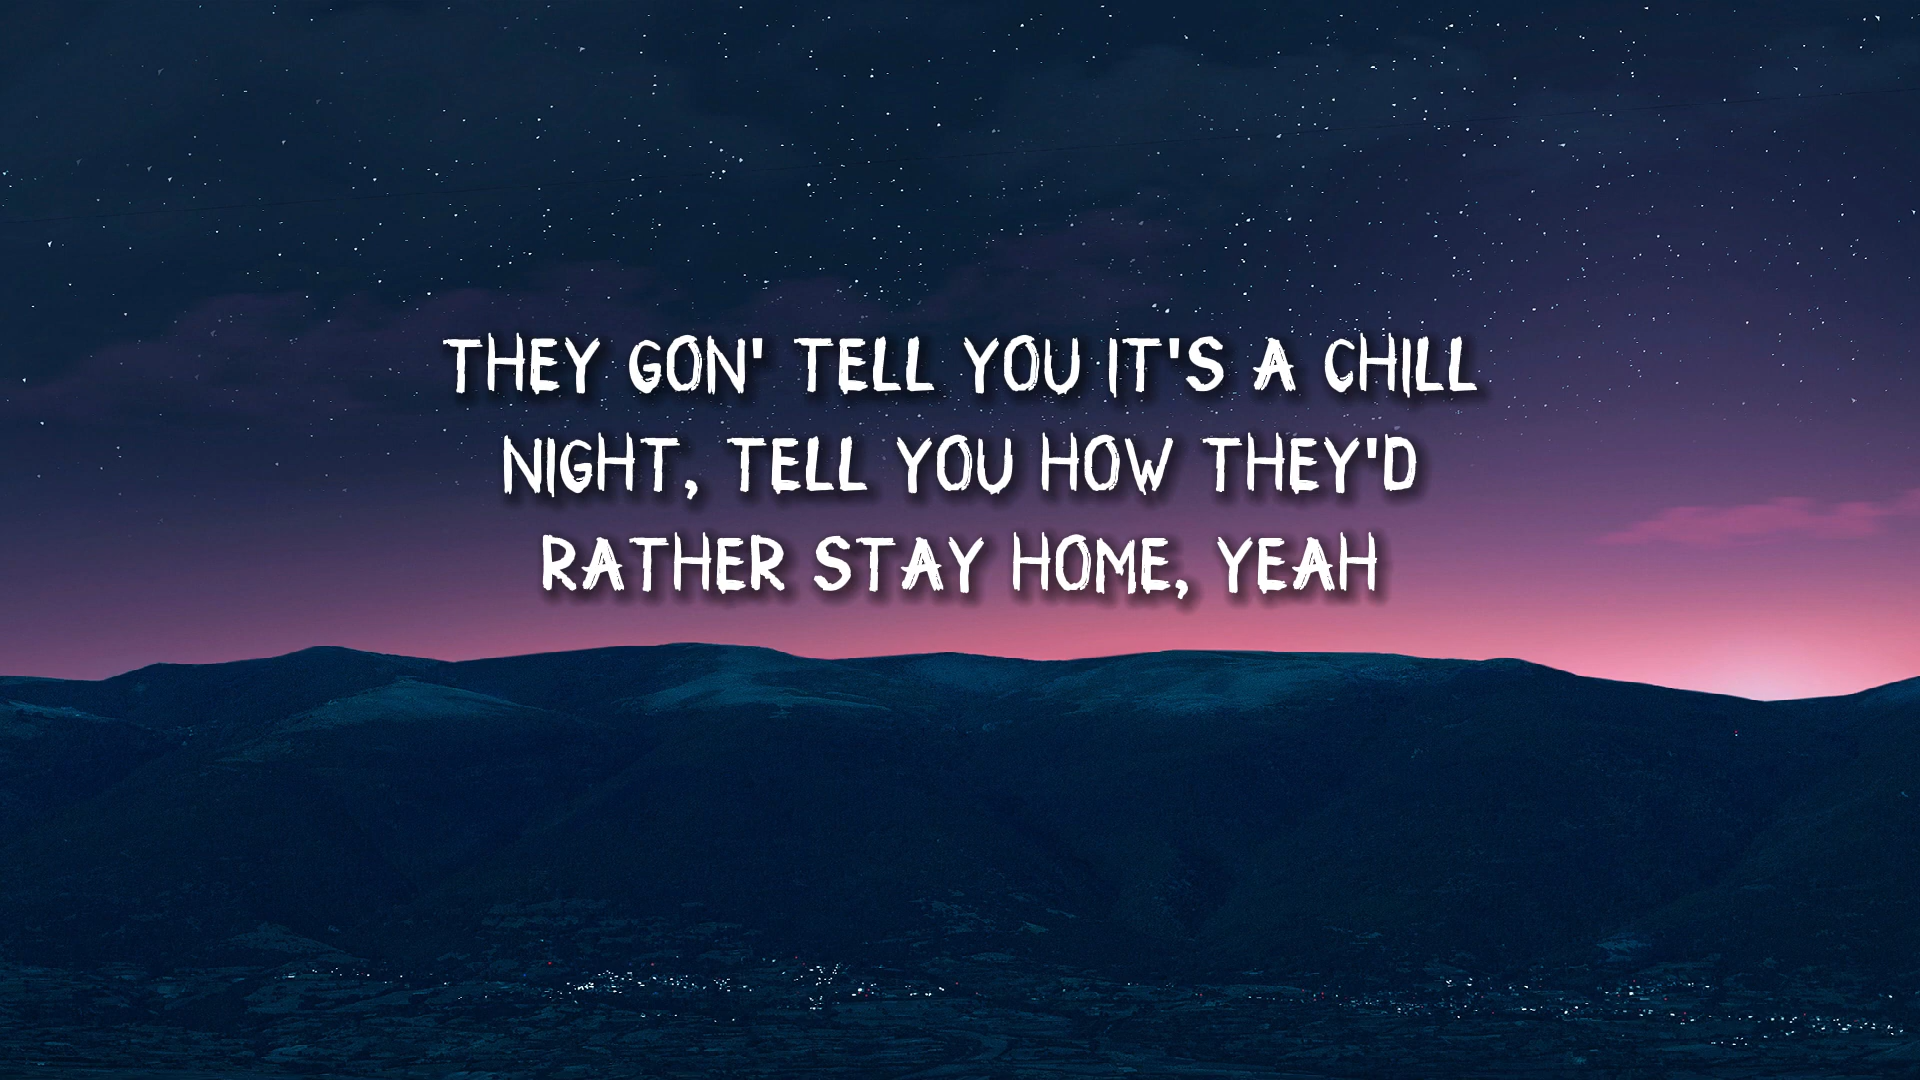 THEY GON' TELL YOU IT'S A CHILL
NIGHT, TELL YOU HOW THEY'D
RATHER STAY HOME, YEAH